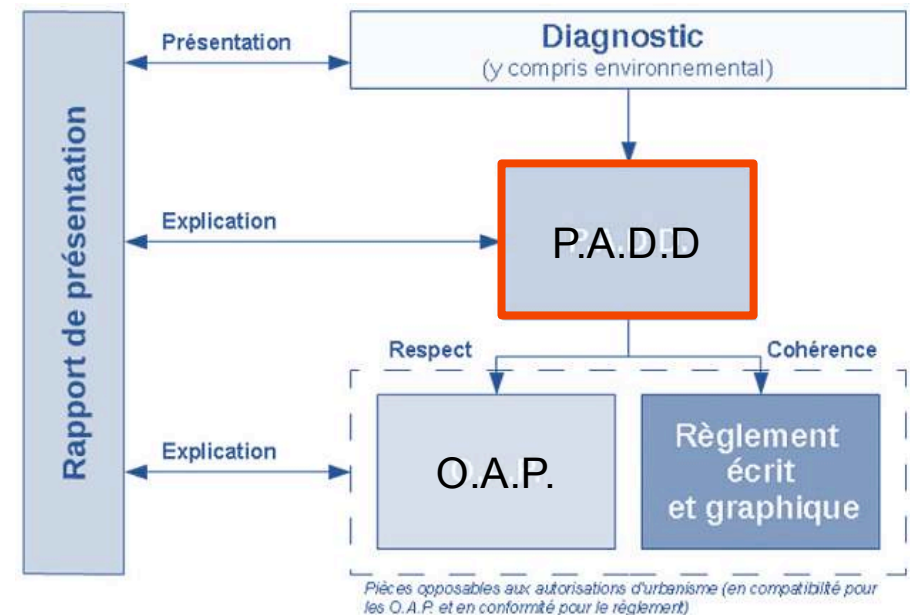 Rapport de présentation
Présentation
Diagnostic
(y compris environnemental)
Explication
P.A.D.D
Respect
Cohérence
Explication
O.A.P.
Règlement
écrit
et graphique
Pièces opposables aux autorisations d'urbanisme (en compatibilité pour
les O.A.P. et en conformité pour le règlement)